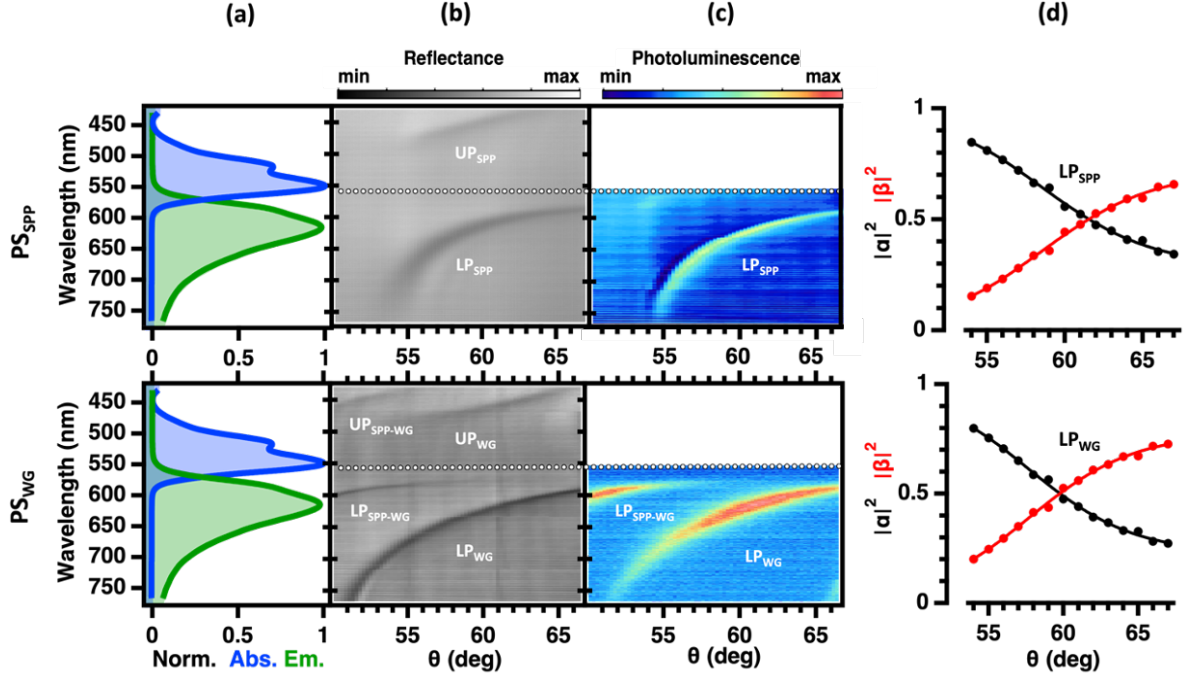 (a)
(b)
(c)
(d)
Reflectance
min max
Photoluminescence
min max
PS_SPP
Wavelength (nm)
450
500
550
600
650
700
750
0 0.5 1
UP_SPP
LP_SPP
55 60 65
LP_SPP
55 60 65
|α|² |β|²
1
0.5
0
LP_SPP
55 60 65
PS_WG
Wavelength (nm)
450
500
550
600
650
700
750
0 0.5 1
Norm. Abs. Em.
UP_SPP-WG
UP_WG
LP_SPP-WG
LP_WG
55 60 65
θ (deg)
LP_SPP-WG
LP_WG
55 60 65
θ (deg)
|α|² |β|²
1
0.5
0
LP_WG
55 60 65